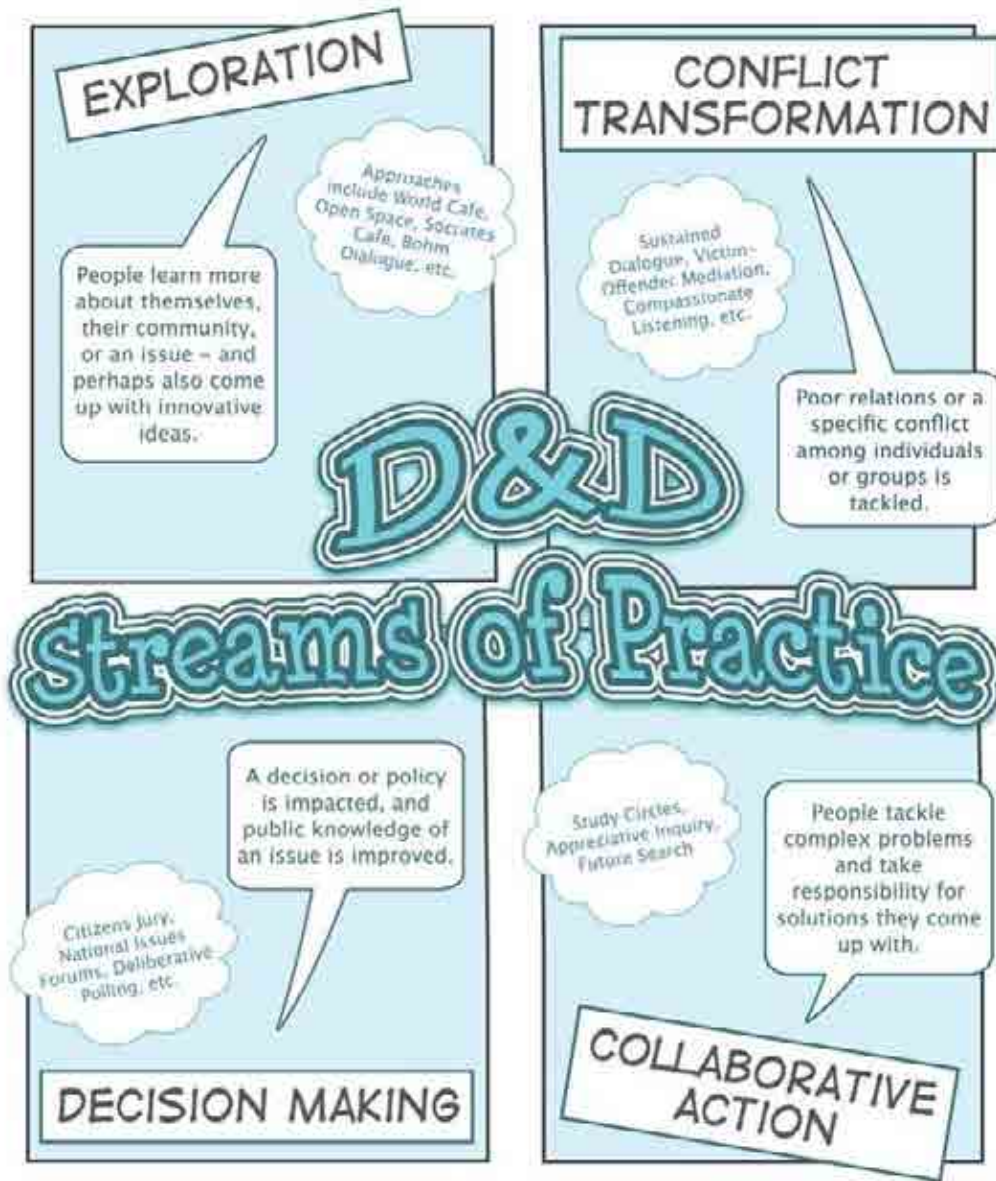 EXPLORATION
Approaches
include World Cafe,
Open Space, Socrates
Cafe, Bohm
Dialogue, etc.
People learn more
about themselves,
their community,
or an issue – and
perhaps also come
up with innovative
ideas.
CONFLICT
TRANSFORMATION
Sustained
Dialogue, Victim-
Offender Mediation,
Compassionate
Listening, etc.
Poor relations or a
specific conflict
among individuals
or groups is
tackled.
D&D
Streams of Practice
A decision or policy
is impacted, and
public knowledge of
an issue is improved.
Citizens Jury,
National Issues
Forums, Deliberative
Polling, etc.
DECISION MAKING
Study Circles,
Appreciative Inquiry,
Future Search
People tackle
complex problems
and take
responsibility for
solutions they come
up with.
COLLABORATIVE
ACTION